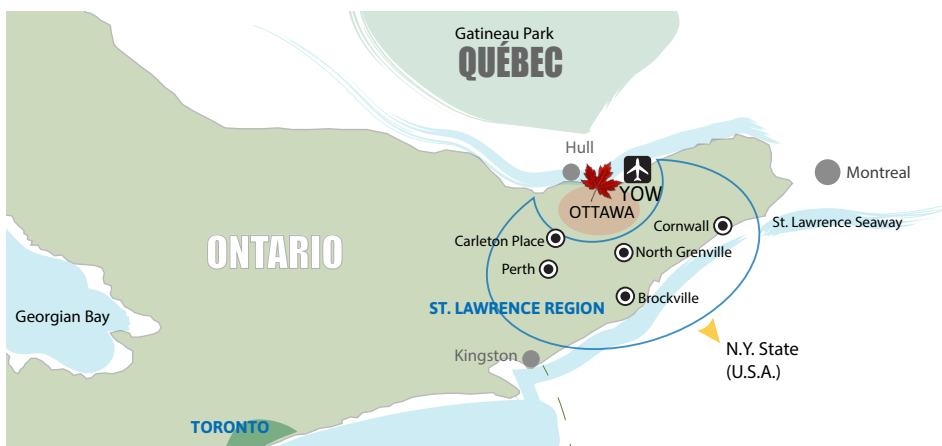 Gatineau Park
QUÉBEC
Hull
YOW
Montreal
OTTAWA
Cornwall
St. Lawrence Seaway
Carleton Place
North Grenville
ONTARIO
Perth
Brockville
ST. LAWRENCE REGION
Georgian Bay
Kingston
N.Y. State
(U.S.A.)
TORONTO